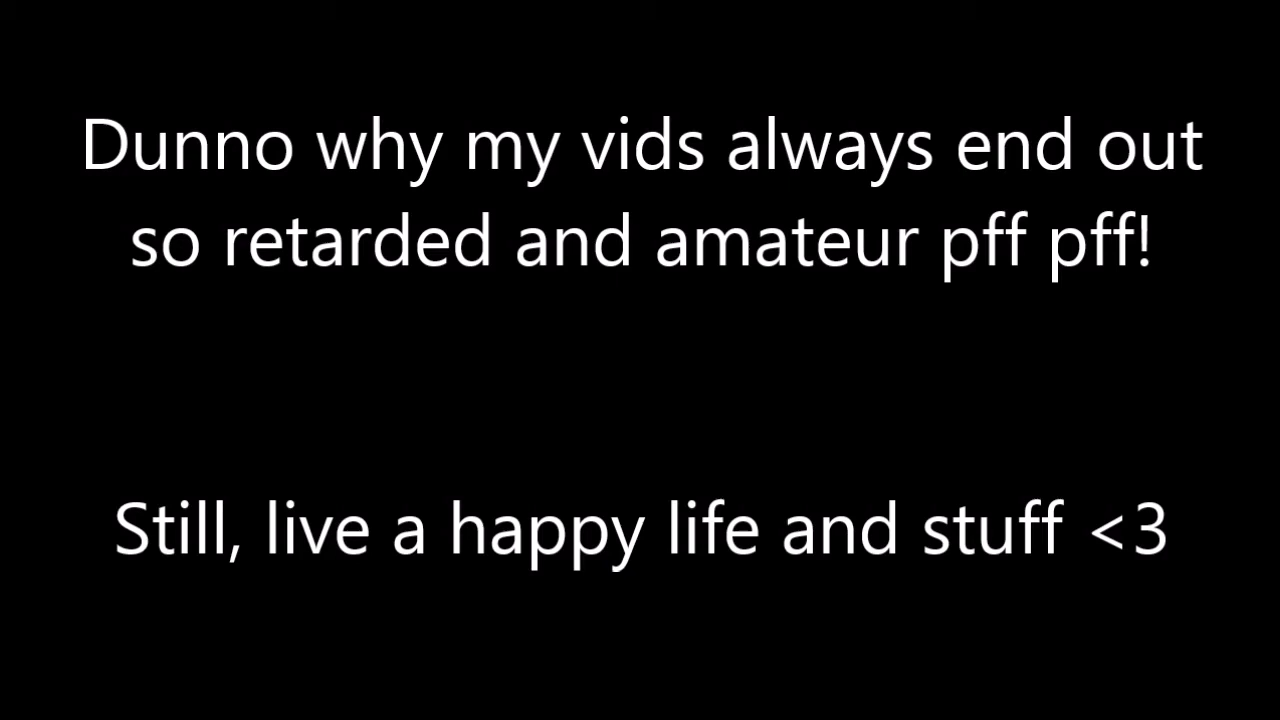 Dunno why my vids always end out
so retarded and amateur pff pff!
Still, live a happy life and stuff <3